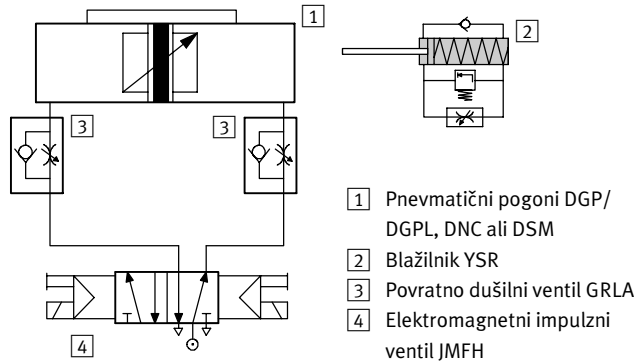 1
2
3
3
4
1 Pnevmatični pogoni DGP/
DGPL, DNC ali DSM
2 Blažilnik YSR
3 Povratno dušilni ventil GRLA
4 Elektromagnetni impulzni
ventil JMFH